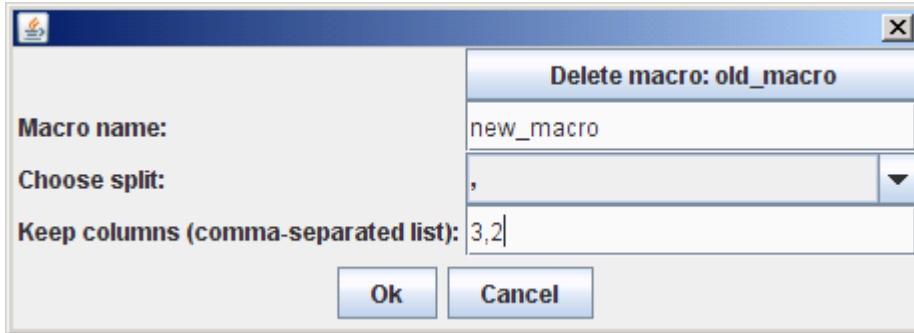 Delete macro: old_macro
Macro name: new_macro
Choose split: ,
Keep columns (comma-separated list): 3,2
Ok Cancel